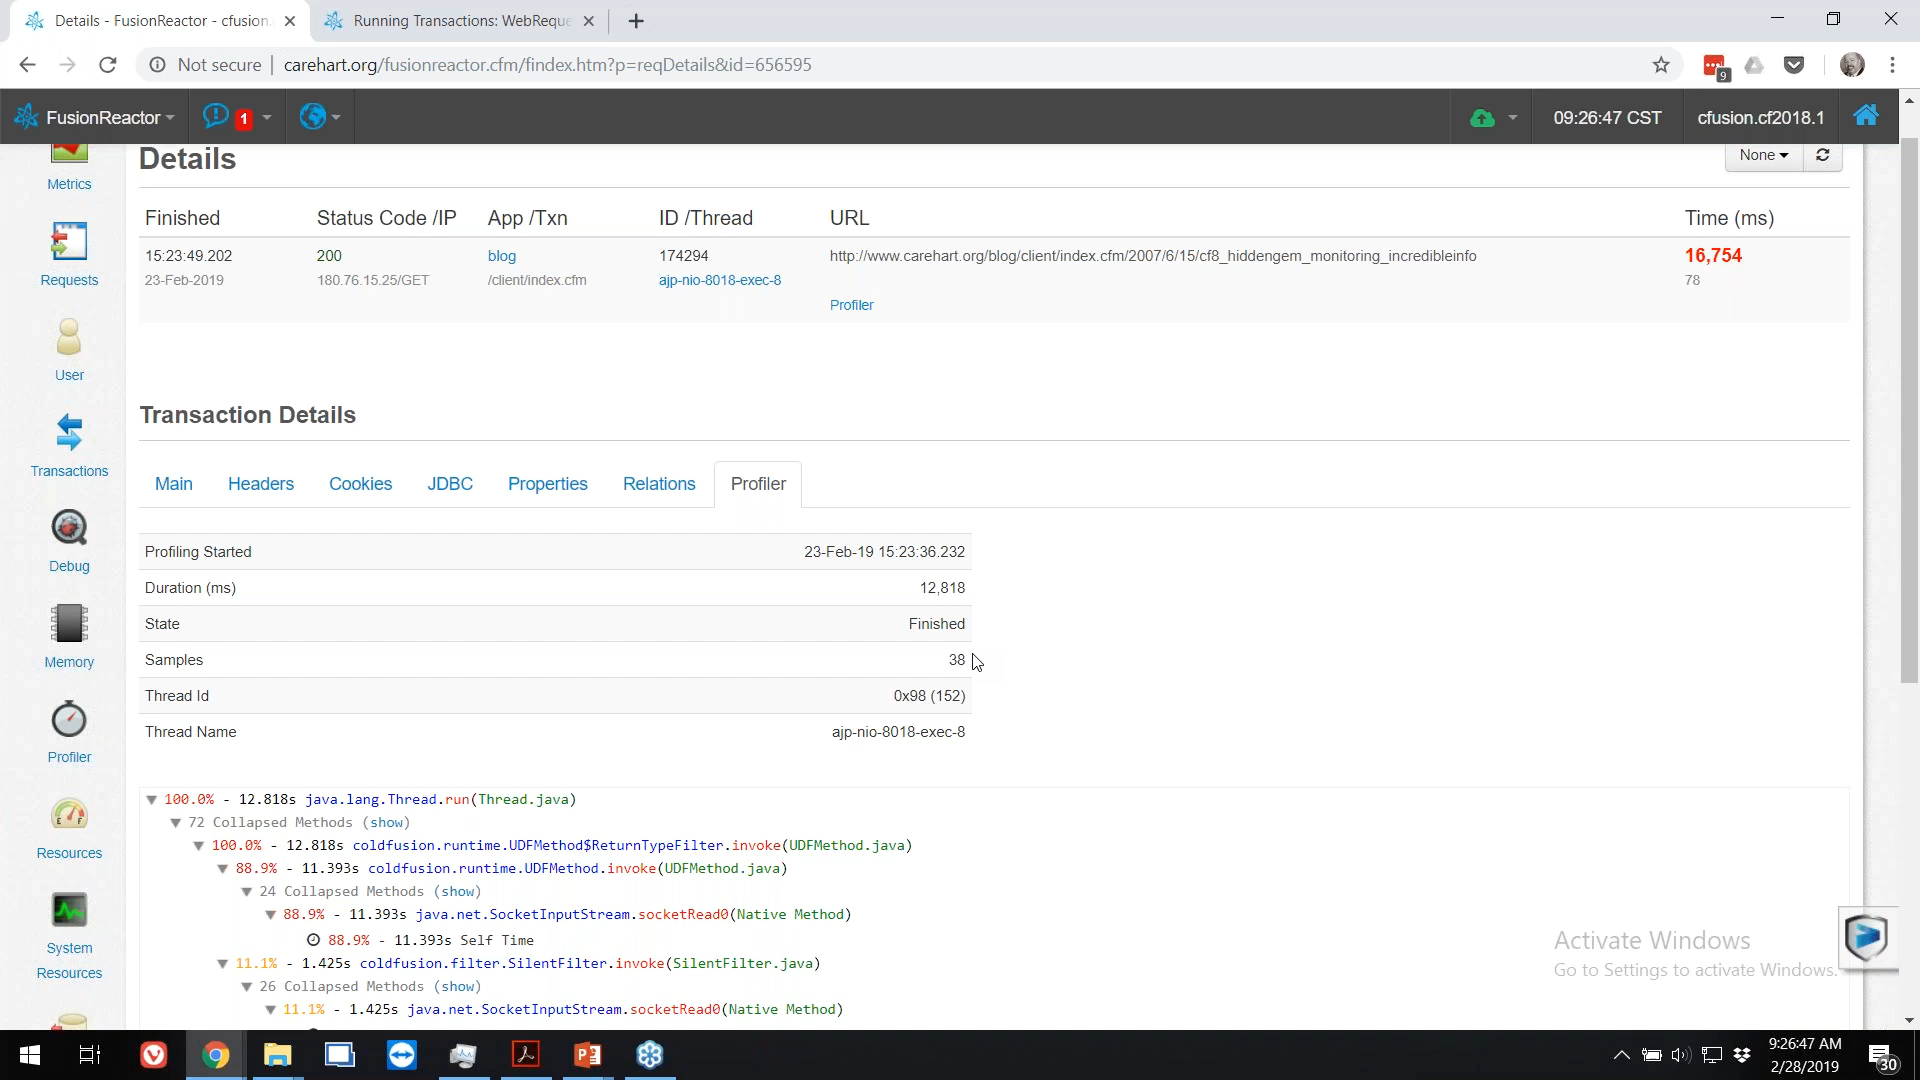 Details - FusionReactor - cfusion.
Running Transactions: WebReque
Not secure
carehart.org/fusionreactor.cfm/findex.htm?p=reqDetails&id=656595
9
FusionReactor
1
09:26:47 CST
cfusion.cf2018.1
Metrics
Requests
User
Transactions
Debug
Memory
Profiler
Resources
System
Resources
Details
None
Finished
Status Code /IP
App /Txn
ID /Thread
URL
Time (ms)
15:23:49.202
200
blog
174294
http://www.carehart.org/blog/client/index.cfm/2007/6/15/cf8_hiddengem_monitoring_incredibleinfo
16,754
23-Feb-2019
180.76.15.25/GET
/client/index.cfm
ajp-nio-8018-exec-8
78
Profiler
Transaction Details
Main
Headers
Cookies
JDBC
Properties
Relations
Profiler
Profiling Started
23-Feb-19 15:23:36.232
Duration (ms)
12,818
State
Finished
Samples
38
Thread Id
0x98 (152)
Thread Name
ajp-nio-8018-exec-8
100.0% - 12.818s java.lang.Thread.run(Thread.java)
72 Collapsed Methods (show)
100.0% - 12.818s coldfusion.runtime.UDFMethod$ReturnTypeFilter.invoke(UDFMethod.java)
88.9% - 11.393s coldfusion.runtime.UDFMethod.invoke(UDFMethod.java)
24 Collapsed Methods (show)
88.9% - 11.393s java.net.SocketInputStream.socketRead0(Native Method)
88.9% - 11.393s Self Time
11.1% - 1.425s coldfusion.filter.SilentFilter.invoke(SilentFilter.java)
26 Collapsed Methods (show)
11.1% - 1.425s java.net.SocketInputStream.socketRead0(Native Method)
Activate Windows
Go to Settings to activate Windows.
9:26:47 AM
2/28/2019
30